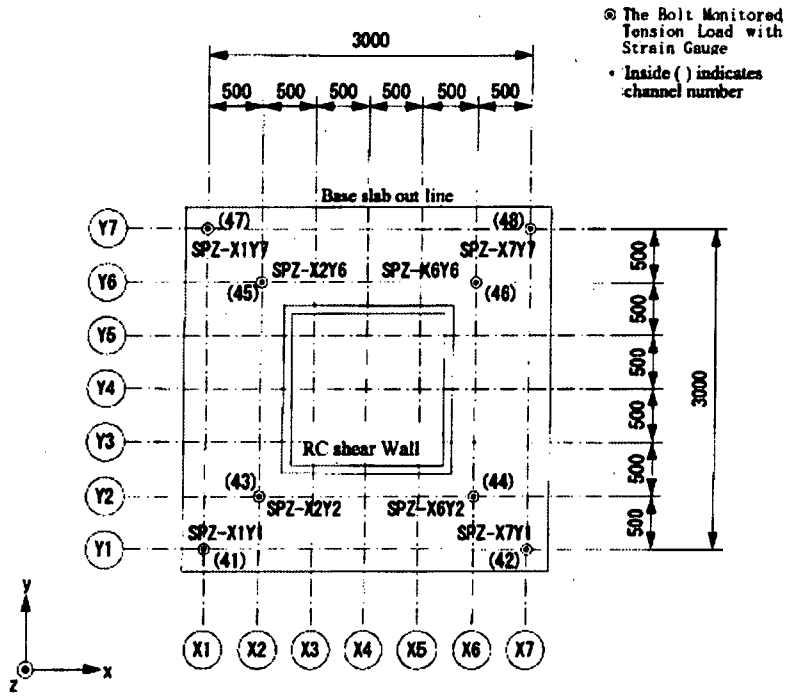 ◎ The Bolt Monitored
Tension Load with
Strain Gauge
• Inside ( ) indicates
channel number
3000
500 500 500 500 500 500
Base slab out line
Y7 (47) (48)
SPZ-X1Y7 SPZ-X7Y7
SPZ-X2Y6 SPZ-X6Y6
Y6 (45) (46)
Y5
Y4
Y3
RC shear Wall
(43) (44)
Y2
SPZ-X2Y2 SPZ-X6Y2
SPZ-X1Y1 SPZ-X7Y1
Y1
(41) (42)
500
500
500
500
500
500
3000
y
z x
X1 X2 X3 X4 X5 X6 X7